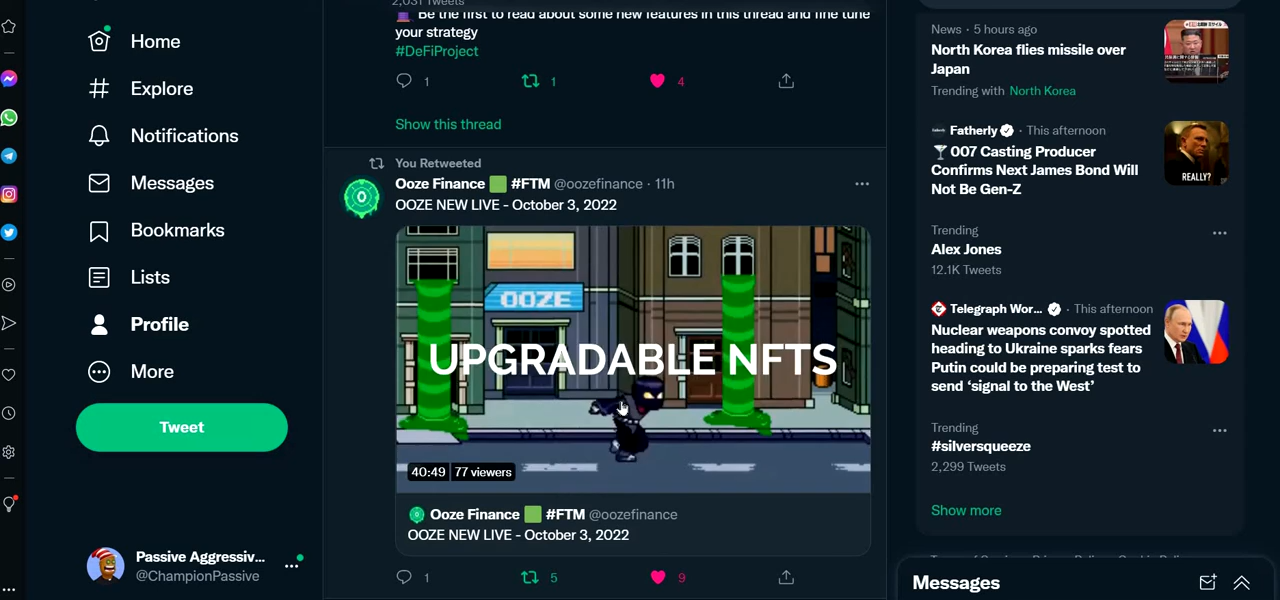 Home
Explore
Notifications
Messages
Bookmarks
Lists
Profile
More
Tweet
Passive Aggressiv...
@ChampionPassive
2,031 Tweets
Be the first to read about some new features in this thread and fine tune
your strategy
#DeFiProject
1
1
4
Show this thread
You Retweeted
Ooze Finance #FTM @oozefinance · 11h
OOZE NEW LIVE - October 3, 2022
OOZE
UPGRADABLE NFTS
40:49 77 viewers
Ooze Finance #FTM @oozefinance
OOZE NEW LIVE - October 3, 2022
1
5
9
News · 5 hours ago
North Korea flies missile over
Japan
Trending with North Korea
Fatherly · This afternoon
007 Casting Producer
Confirms Next James Bond Will
Not Be Gen-Z
REALLY?
Trending
Alex Jones
12.1K Tweets
Telegraph Wor... · This afternoon
Nuclear weapons convoy spotted
heading to Ukraine sparks fears
Putin could be preparing test to
send ‘signal to the West’
Trending
#silversqueeze
2,299 Tweets
Show more
Messages